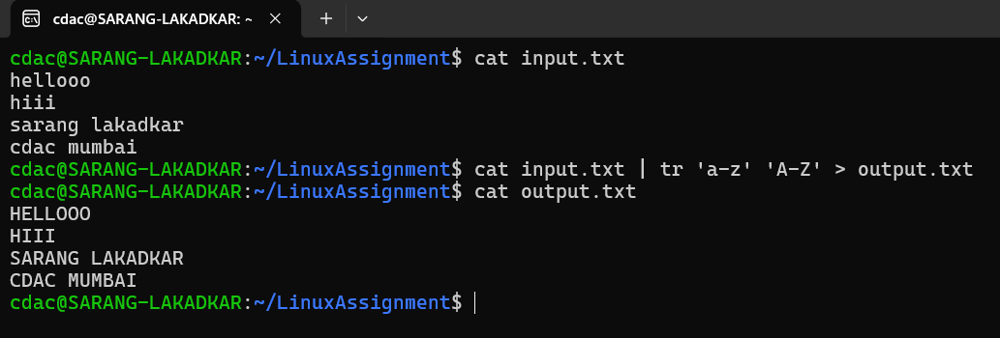 cdac@SARANG-LAKADKAR: ~
cdac@SARANG-LAKADKAR:~/LinuxAssignment$ cat input.txt
hellooo
hiii
sarang lakadkar
cdac mumbai
cdac@SARANG-LAKADKAR:~/LinuxAssignment$ cat input.txt | tr 'a-z' 'A-Z' > output.txt
cdac@SARANG-LAKADKAR:~/LinuxAssignment$ cat output.txt
HELLOOO
HIII
SARANG LAKADKAR
CDAC MUMBAI
cdac@SARANG-LAKADKAR:~/LinuxAssignment$